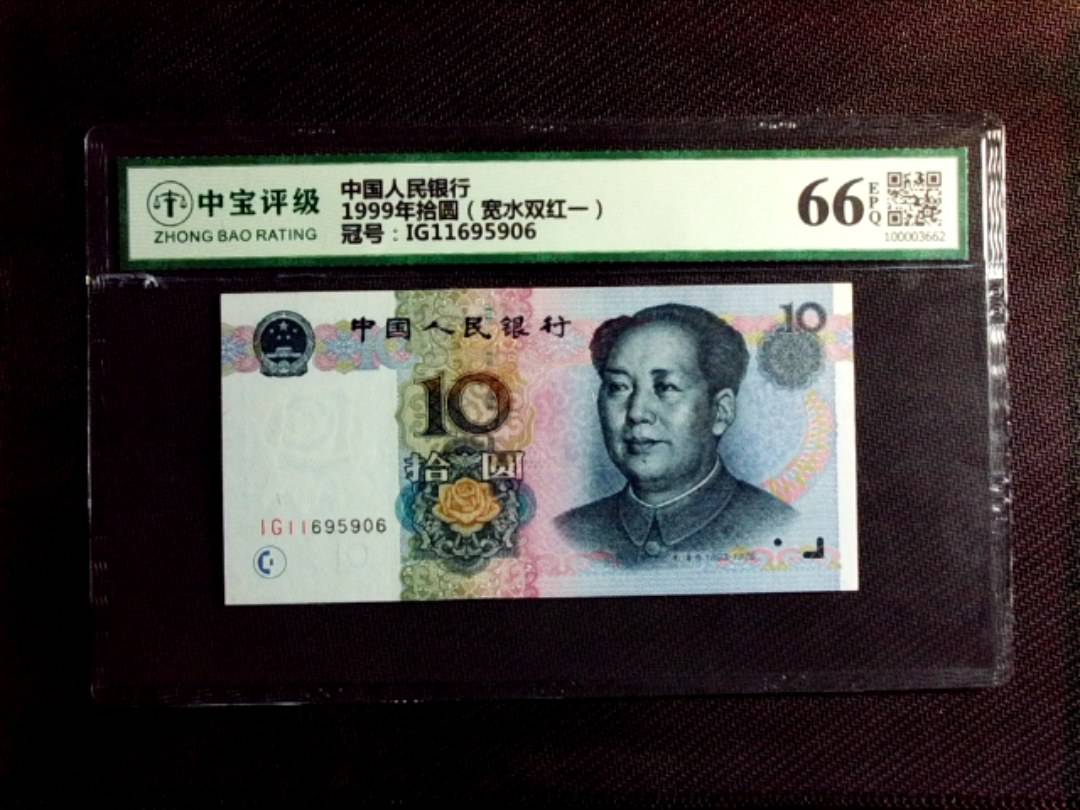 中宝评级
ZHONG BAO RATING
中国人民银行
1999年拾圆（宽水双红一）
冠号：IG11695906
66
EPQ
100003662
中国人民银行
10
10
拾圆
IG11695906